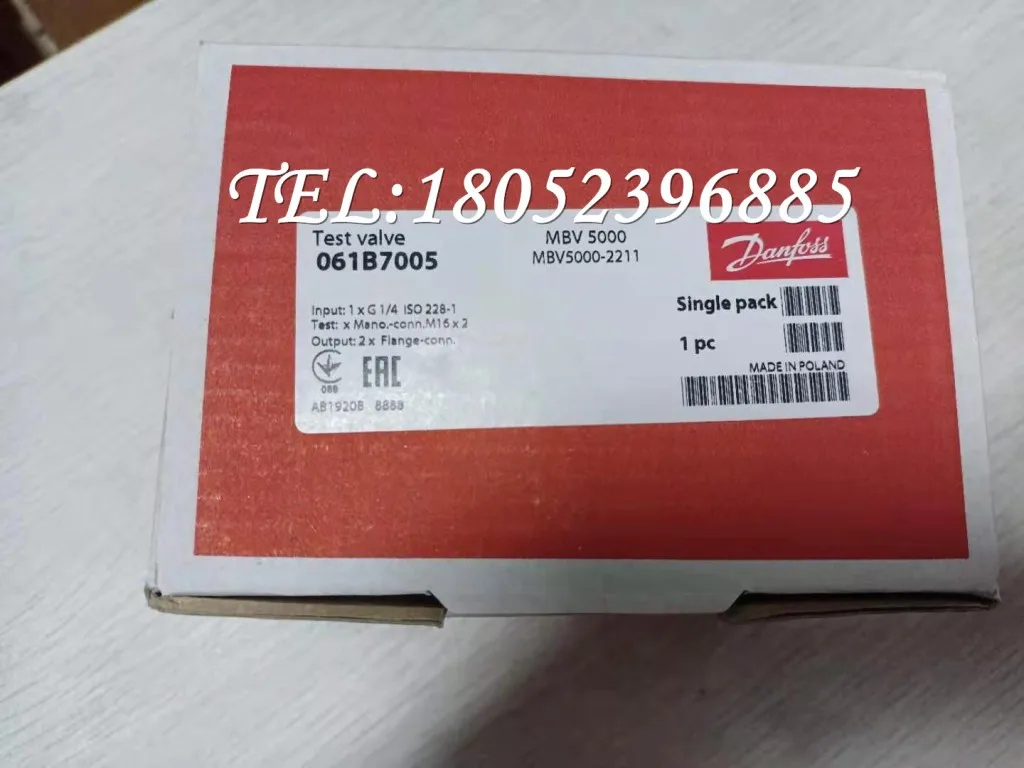 TEL:18052396885
Test valve
061B7005
MBV 5000
MBV5000-2211
Danfoss
Input: 1 x G 1/4 ISO 228-1
Test: x Mano.-conn.M16 x 2
Output: 2 x Flange-conn.
Single pack
1 pc
MADE IN POLAND
089
EAC
AB1920B 8888